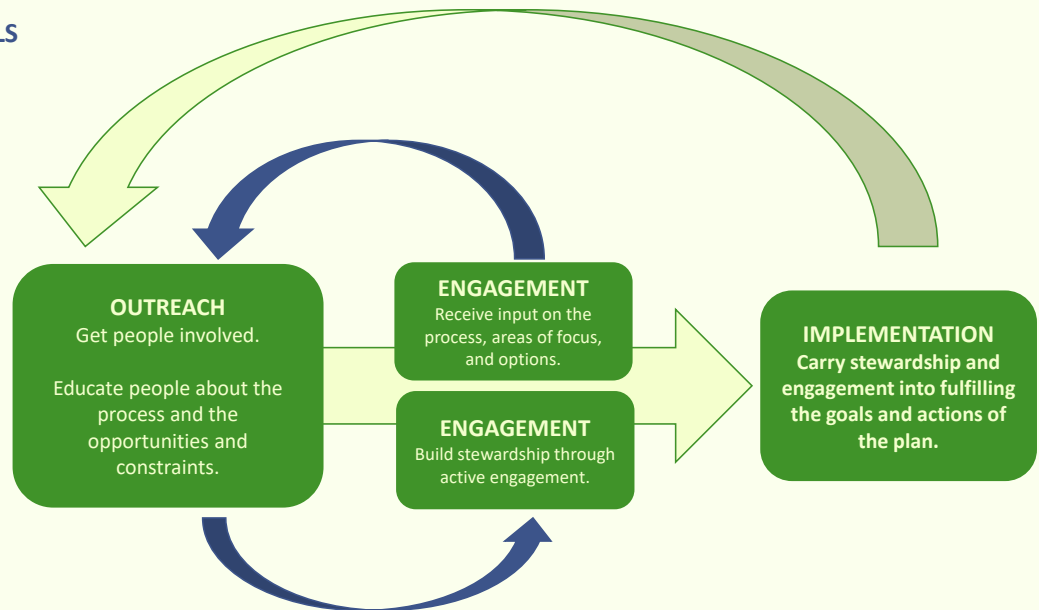 LS
OUTREACH
Get people involved.
Educate people about the
process and the
opportunities and
constraints.
ENGAGEMENT
Receive input on the
process, areas of focus,
and options.
ENGAGEMENT
Build stewardship through
active engagement.
IMPLEMENTATION
Carry stewardship and
engagement into fulfilling
the goals and actions of
the plan.